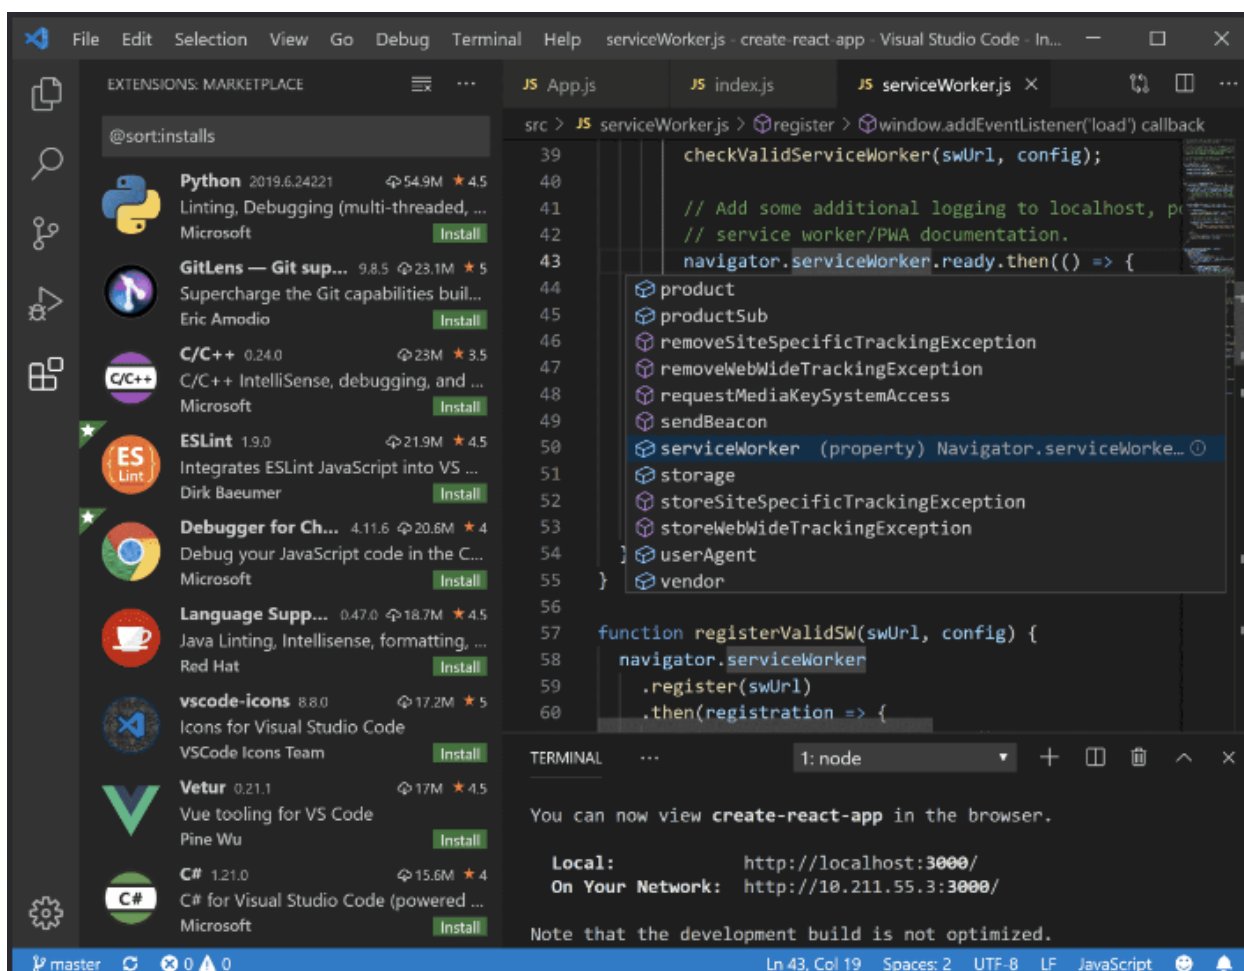 File Edit Selection View Go Debug Terminal Help serviceWorker.js - create-react-app - Visual Studio Code - In...
EXTENSIONS: MARKETPLACE
@sort:installs
Python 2019.6.24221 54.9M ★ 4.5
Linting, Debugging (multi-threaded, ...
Microsoft Install
GitLens — Git sup... 9.8.5 23.1M ★ 5
Supercharge the Git capabilities buil...
Eric Amodio Install
C/C++
C/C++ 0.24.0 23M ★ 3.5
C/C++ IntelliSense, debugging, and ...
Microsoft Install
ES
Lint
ESLint 1.9.0 21.9M ★ 4.5
Integrates ESLint JavaScript into VS ...
Dirk Baeumer Install
Debugger for Ch... 4.11.6 20.6M ★ 4
Debug your JavaScript code in the C...
Microsoft Install
Language Supp... 0.47.0 18.7M ★ 4.5
Java Linting, Intellisense, formatting, ...
Red Hat Install
vscode-icons 8.8.0 17.2M ★ 5
Icons for Visual Studio Code
VSCode Icons Team Install
Vetur 0.21.1 17M ★ 4.5
Vue tooling for VS Code
Pine Wu Install
C#
C# 1.21.0 15.6M ★ 4
C# for Visual Studio Code (powered ...
Microsoft Install
JS App.js JS index.js JS serviceWorker.js ×
src > JS serviceWorker.js > register > window.addEventListener('load') callback
39 checkValidServiceWorker(swUrl, config);
40
41 // Add some additional logging to localhost, p
42 // service worker/PWA documentation.
43 navigator.serviceWorker.ready.then(() => {
44 product
45 productSub
46 removeSiteSpecificTrackingException
47 removeWebWideTrackingException
48 requestMediaKeySystemAccess
49 sendBeacon
50 serviceWorker (property) Navigator.serviceWorke...
51 storage
52 storeSiteSpecificTrackingException
53 storeWebWideTrackingException
54 } userAgent
55 } vendor
56
57 function registerValidSW(swUrl, config) {
58 navigator.serviceWorker
59 .register(swUrl)
60 .then(registration => {
TERMINAL ... 1: node
You can now view create-react-app in the browser.
Local: http://localhost:3000/
On Your Network: http://10.211.55.3:3000/
Note that the development build is not optimized.
master 0 0 Ln 43, Col 19 Spaces: 2 UTF-8 LF JavaScript